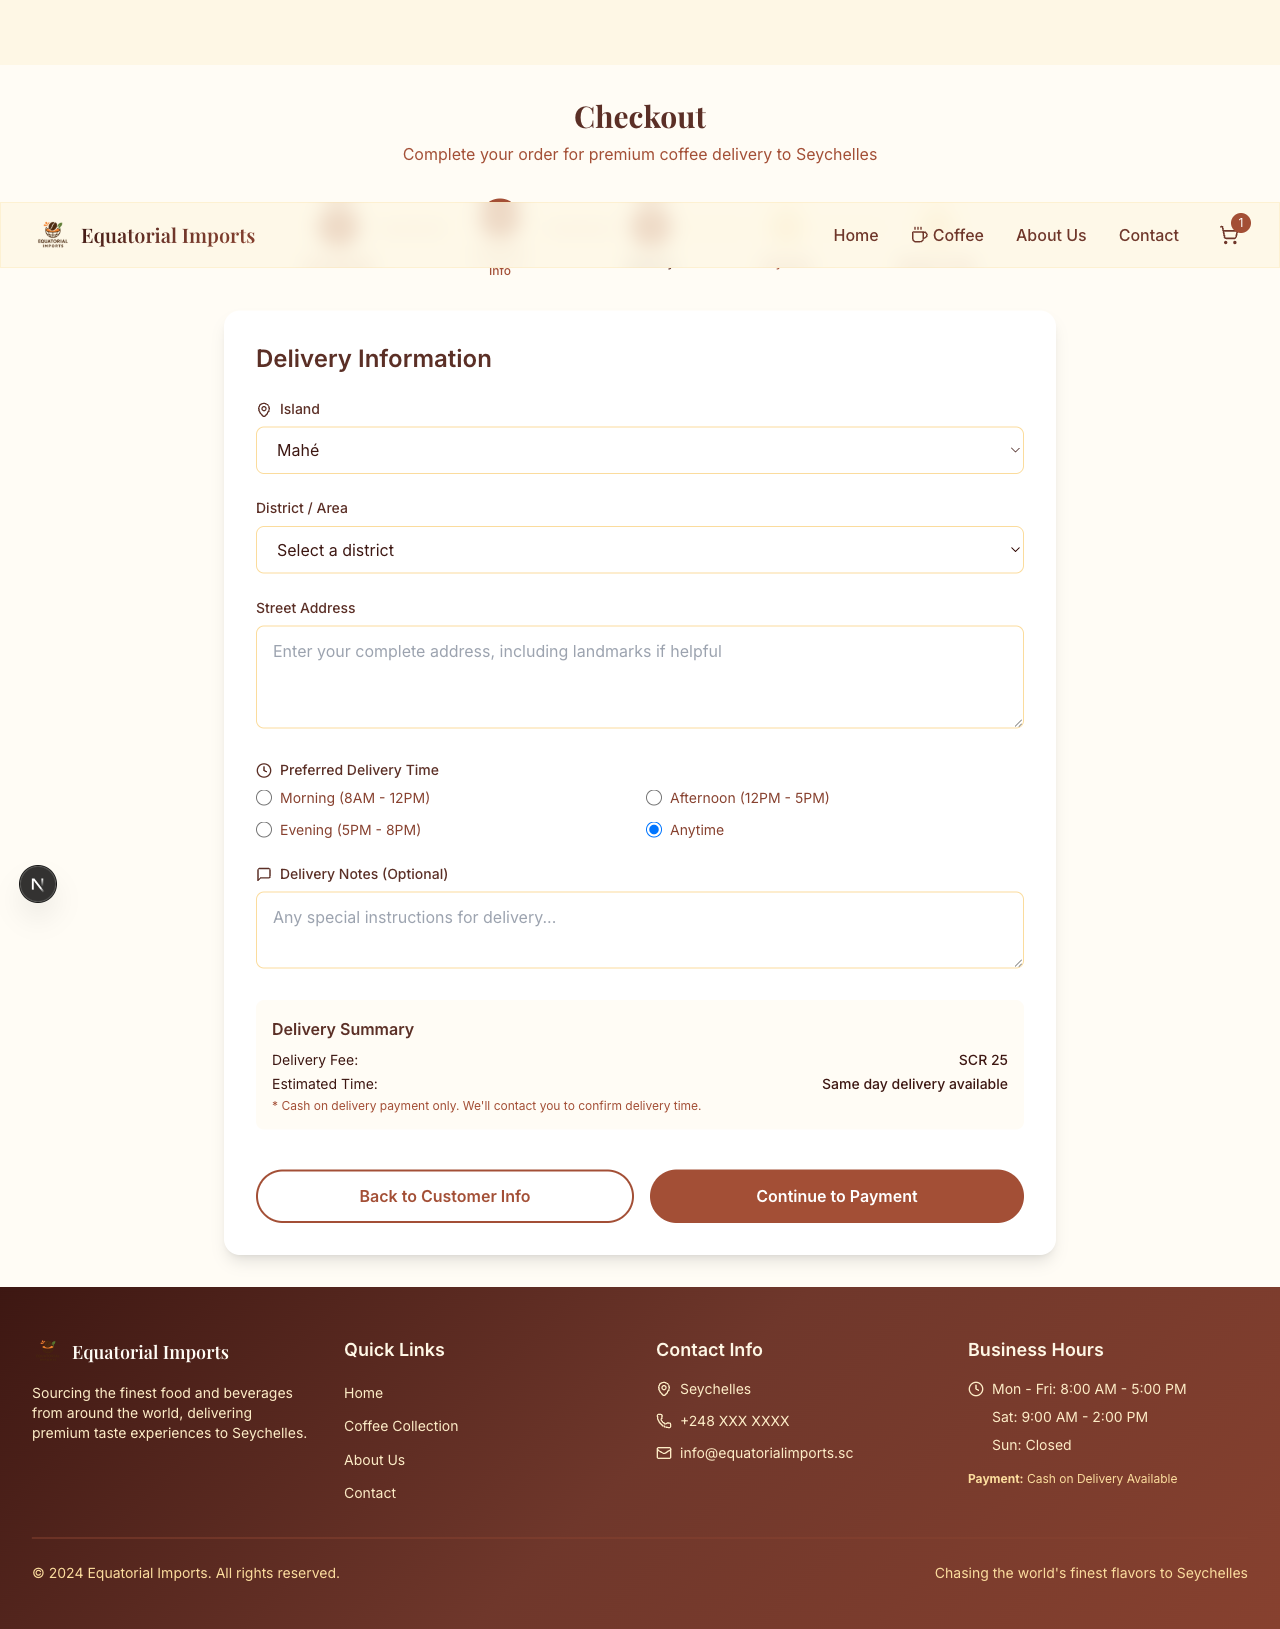 Checkout
Complete your order for premium coffee delivery to Seychelles
EQUATORIAL
IMPORTS
Equatorial Imports
Home
Coffee
About Us
Contact
1
Info
Delivery Information
Island
Mahé
District / Area
Select a district
Street Address
Enter your complete address, including landmarks if helpful
Preferred Delivery Time
Morning (8AM - 12PM)
Afternoon (12PM - 5PM)
Evening (5PM - 8PM)
Anytime
Delivery Notes (Optional)
Any special instructions for delivery...
N
Delivery Summary
Delivery Fee:
SCR 25
Estimated Time:
Same day delivery available
* Cash on delivery payment only. We'll contact you to confirm delivery time.
Back to Customer Info
Continue to Payment
Equatorial Imports
Sourcing the finest food and beverages
from around the world, delivering
premium taste experiences to Seychelles.
Quick Links
Home
Coffee Collection
About Us
Contact
Contact Info
Seychelles
+248 XXX XXXX
info@equatorialimports.sc
Business Hours
Mon - Fri: 8:00 AM - 5:00 PM
Sat: 9:00 AM - 2:00 PM
Sun: Closed
Payment: Cash on Delivery Available
© 2024 Equatorial Imports. All rights reserved.
Chasing the world's finest flavors to Seychelles